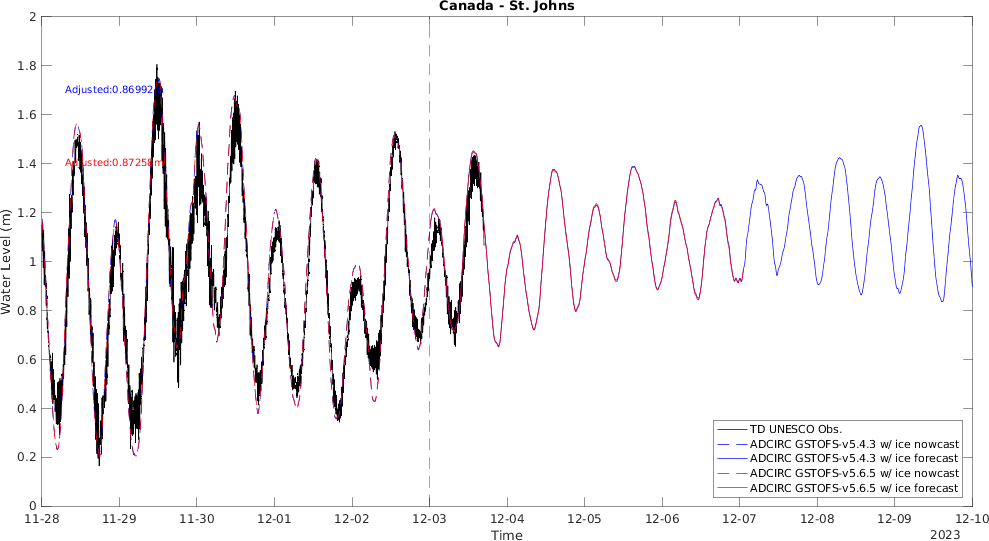 Canada - St. Johns
2
1.8
1.6
1.4
1.2
1
0.8
0.6
0.4
0.2
0
Water Level (m)
Adjusted:0.86992m
Adjusted:0.87258m
TD UNESCO Obs.
ADCIRC GSTOFS-v5.4.3 w/ ice nowcast
ADCIRC GSTOFS-v5.4.3 w/ ice forecast
ADCIRC GSTOFS-v5.6.5 w/ ice nowcast
ADCIRC GSTOFS-v5.6.5 w/ ice forecast
11-28 11-29 11-30 12-01 12-02 12-03 12-04 12-05 12-06 12-07 12-08 12-09 12-10
Time
2023